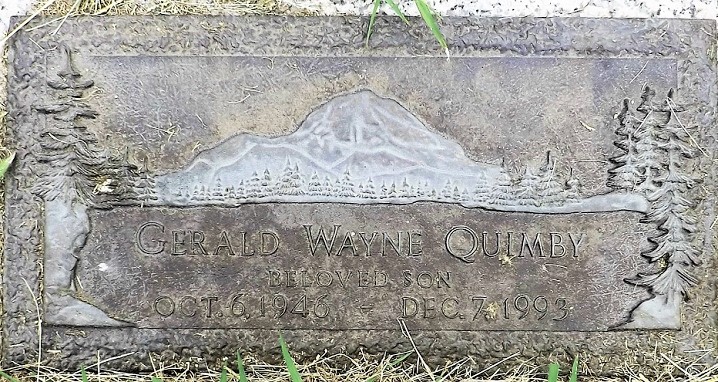 GERALD WAYNE QUIMBY
BELOVED SON
OCT. 6, 1946 - DEC. 7, 1993